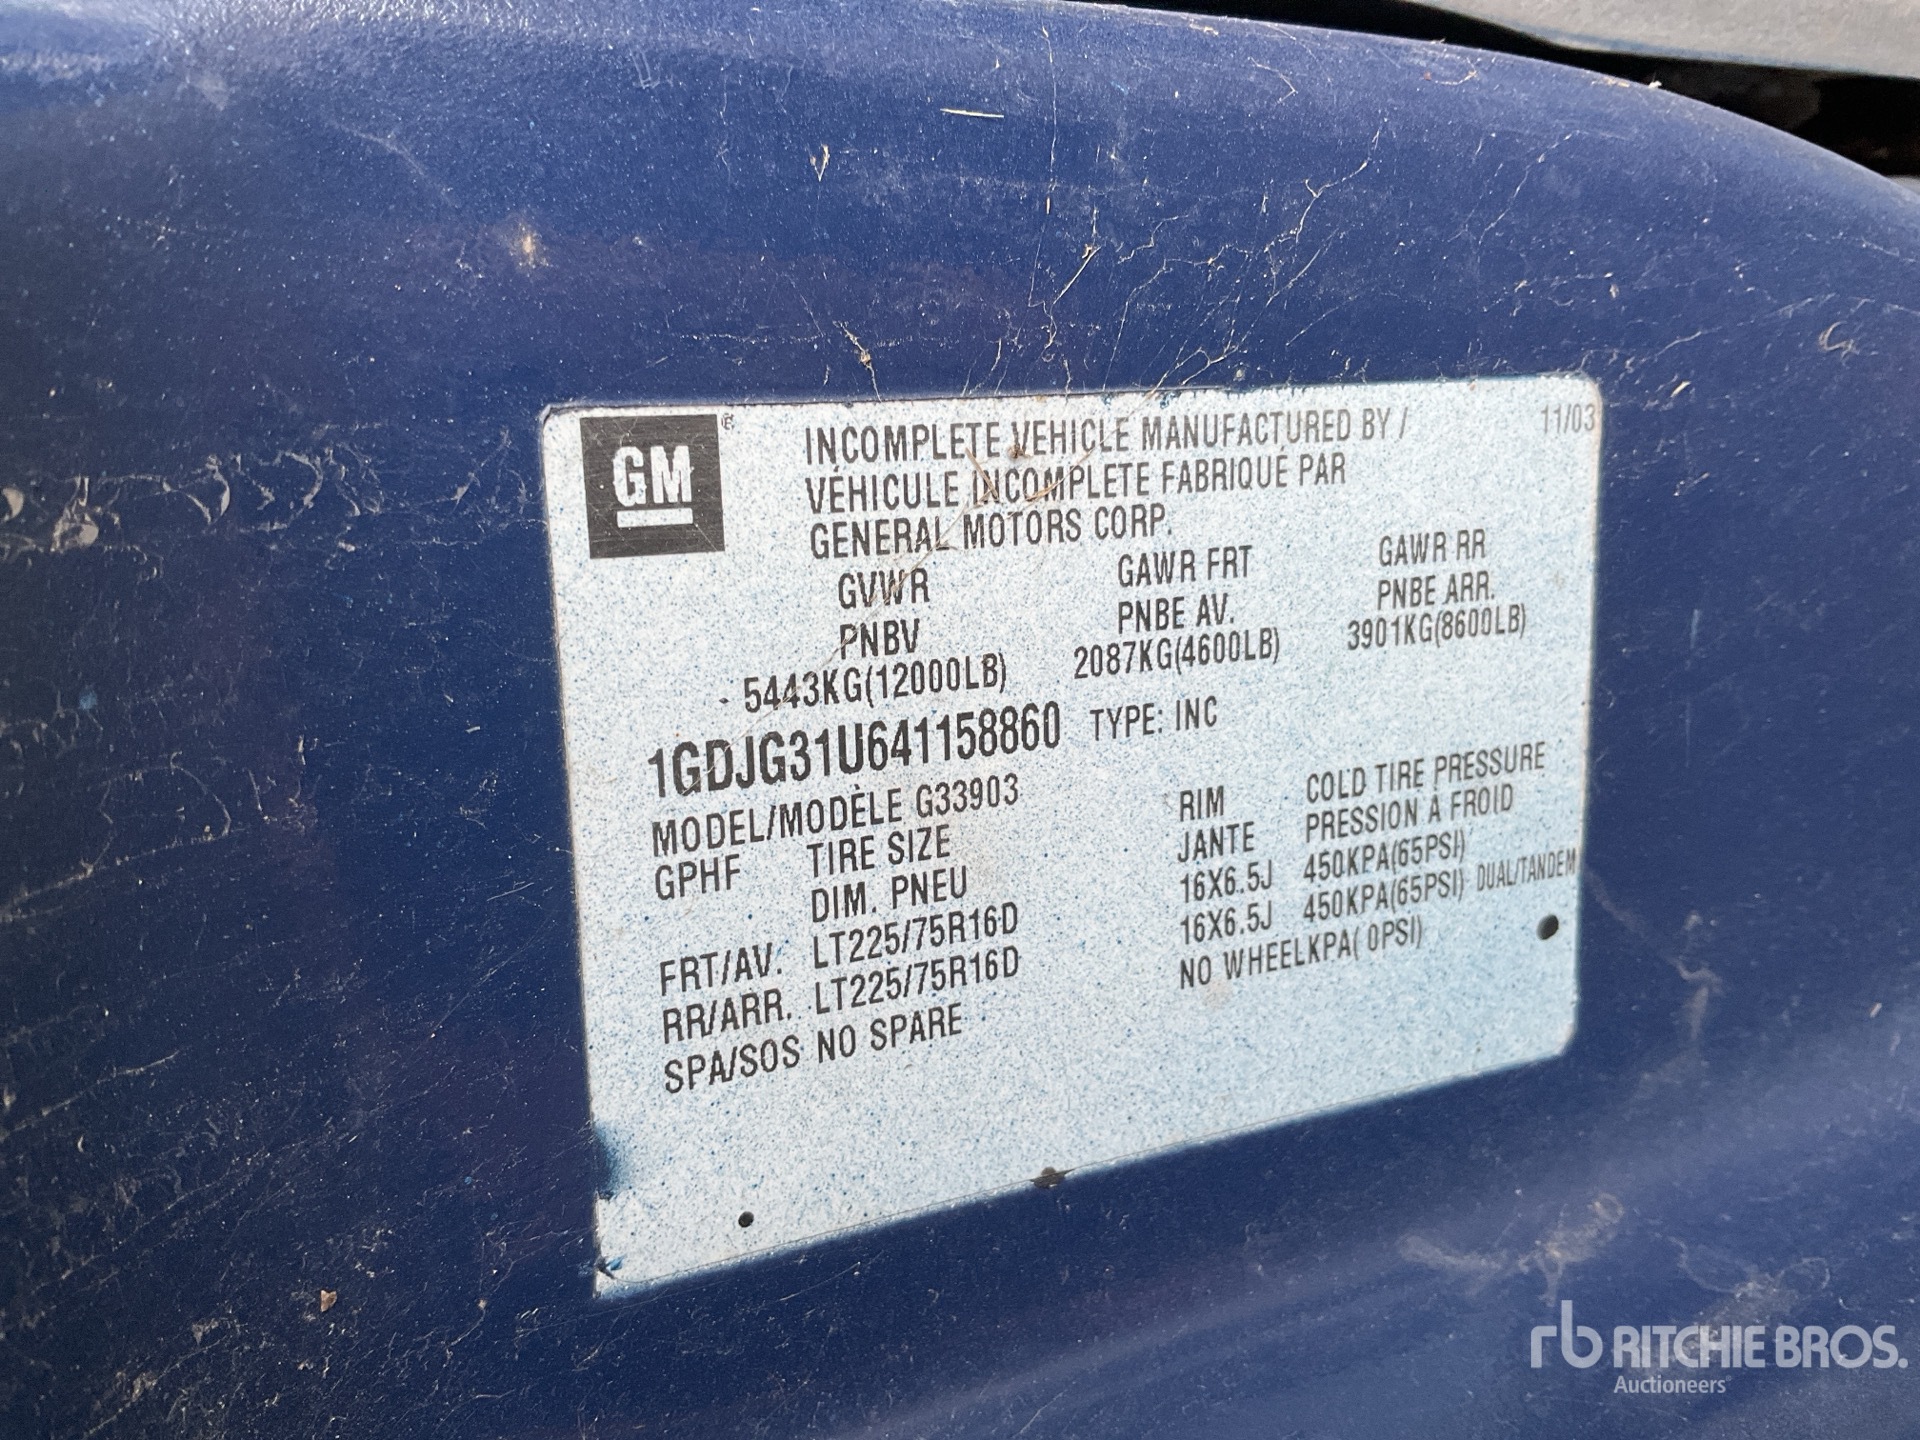 GM ®
INCOMPLETE VEHICLE MANUFACTURED BY / 11/03
VÉHICULE INCOMPLETE FABRIQUÉ PAR
GENERAL MOTORS CORP.
GVWR GAWR FRT GAWR RR
PNBV PNBE AV. PNBE ARR.
5443KG(12000LB) 2087KG(4600LB) 3901KG(8600LB)
1GDJG31U641158860 TYPE: INC
MODEL/MODÈLE G33903
GPHF TIRE SIZE RIM COLD TIRE PRESSURE
DIM. PNEU JANTE PRESSION À FROID
FRT/AV. LT225/75R16D 16X6.5J 450KPA(65PSI)
RR/ARR. LT225/75R16D 16X6.5J 450KPA(65PSI) DUAL/TANDEM
SPA/SOS NO SPARE NO WHEELKPA( 0PSI)
rb RITCHIE BROS.
Auctioneers